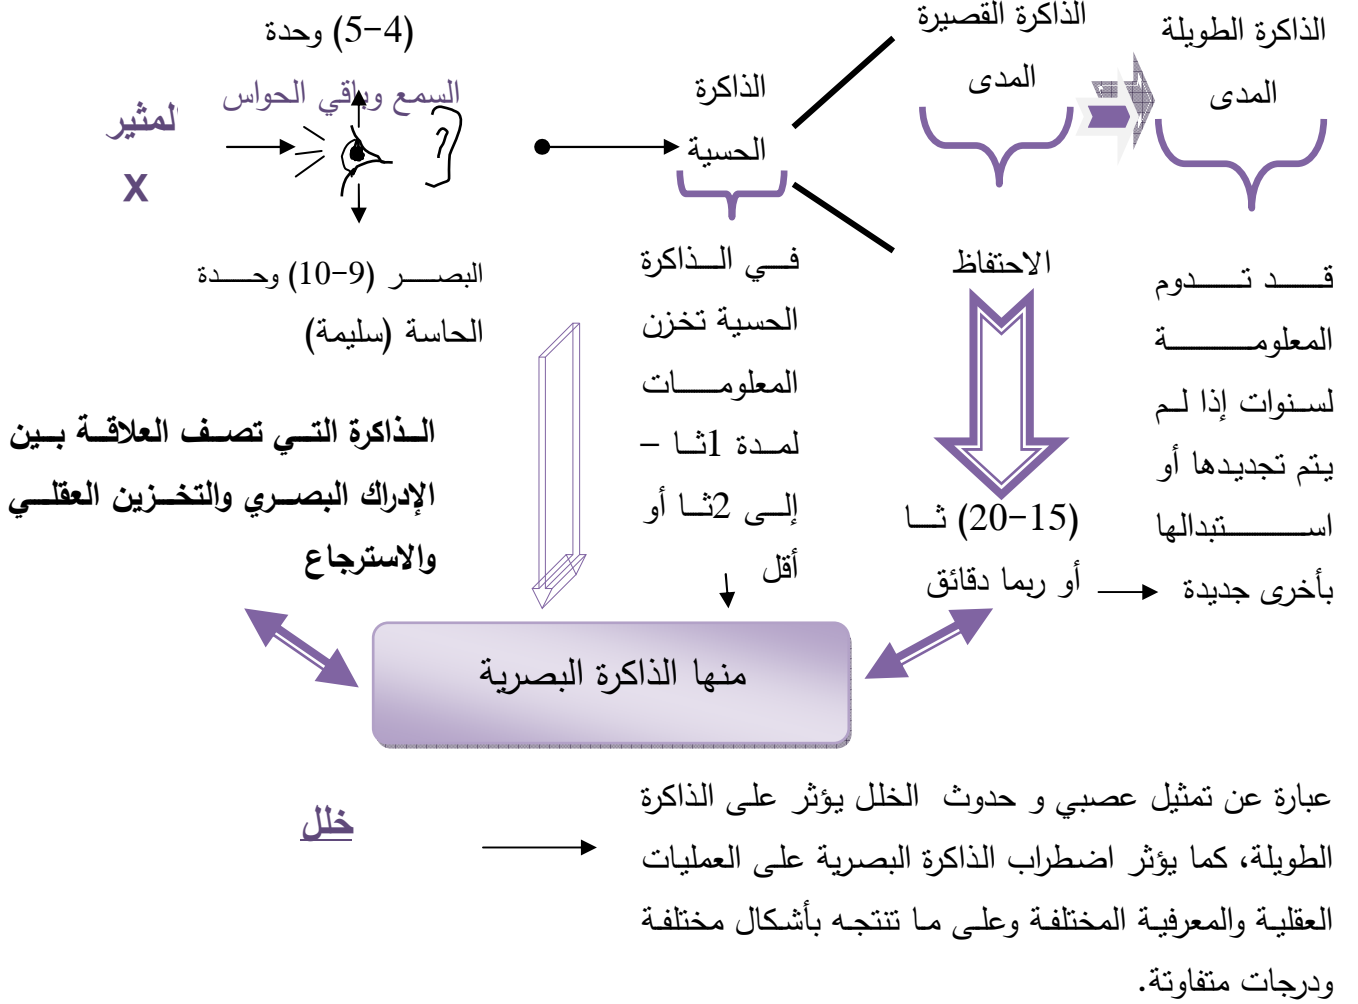 الذاكرة الطويلة
المدى
الذاكرة القصيرة
المدى
(4-5) وحدة
السمع وباقي الحواس
لمثير
X
الذاكرة
الحسية
البصر (9-10) وحدة
الحاسة (سليمة)
في الذاكرة
الحسية تخزن
المعلومات
لمدة 1ثا –
إلى 2ثا أو
أقل
الاحتفاظ
(15-20) ثا
أو ربما دقائق
قد تدوم
المعلومة
لسنوات إذا لم
يتم تجديدها أو
استبدالها
بأخرى جديدة
الذاكرة التي تصف العلاقة بين
الإدراك البصري والتخزين العقلي
والاسترجاع
منها الذاكرة البصرية
خلل
عبارة عن تمثيل عصبي و حدوث الخلل يؤثر على الذاكرة
الطويلة، كما يؤثر اضطراب الذاكرة البصرية على العمليات
العقلية والمعرفية المختلفة وعلى ما تنتجه بأشكال مختلفة
ودرجات متفاوتة.